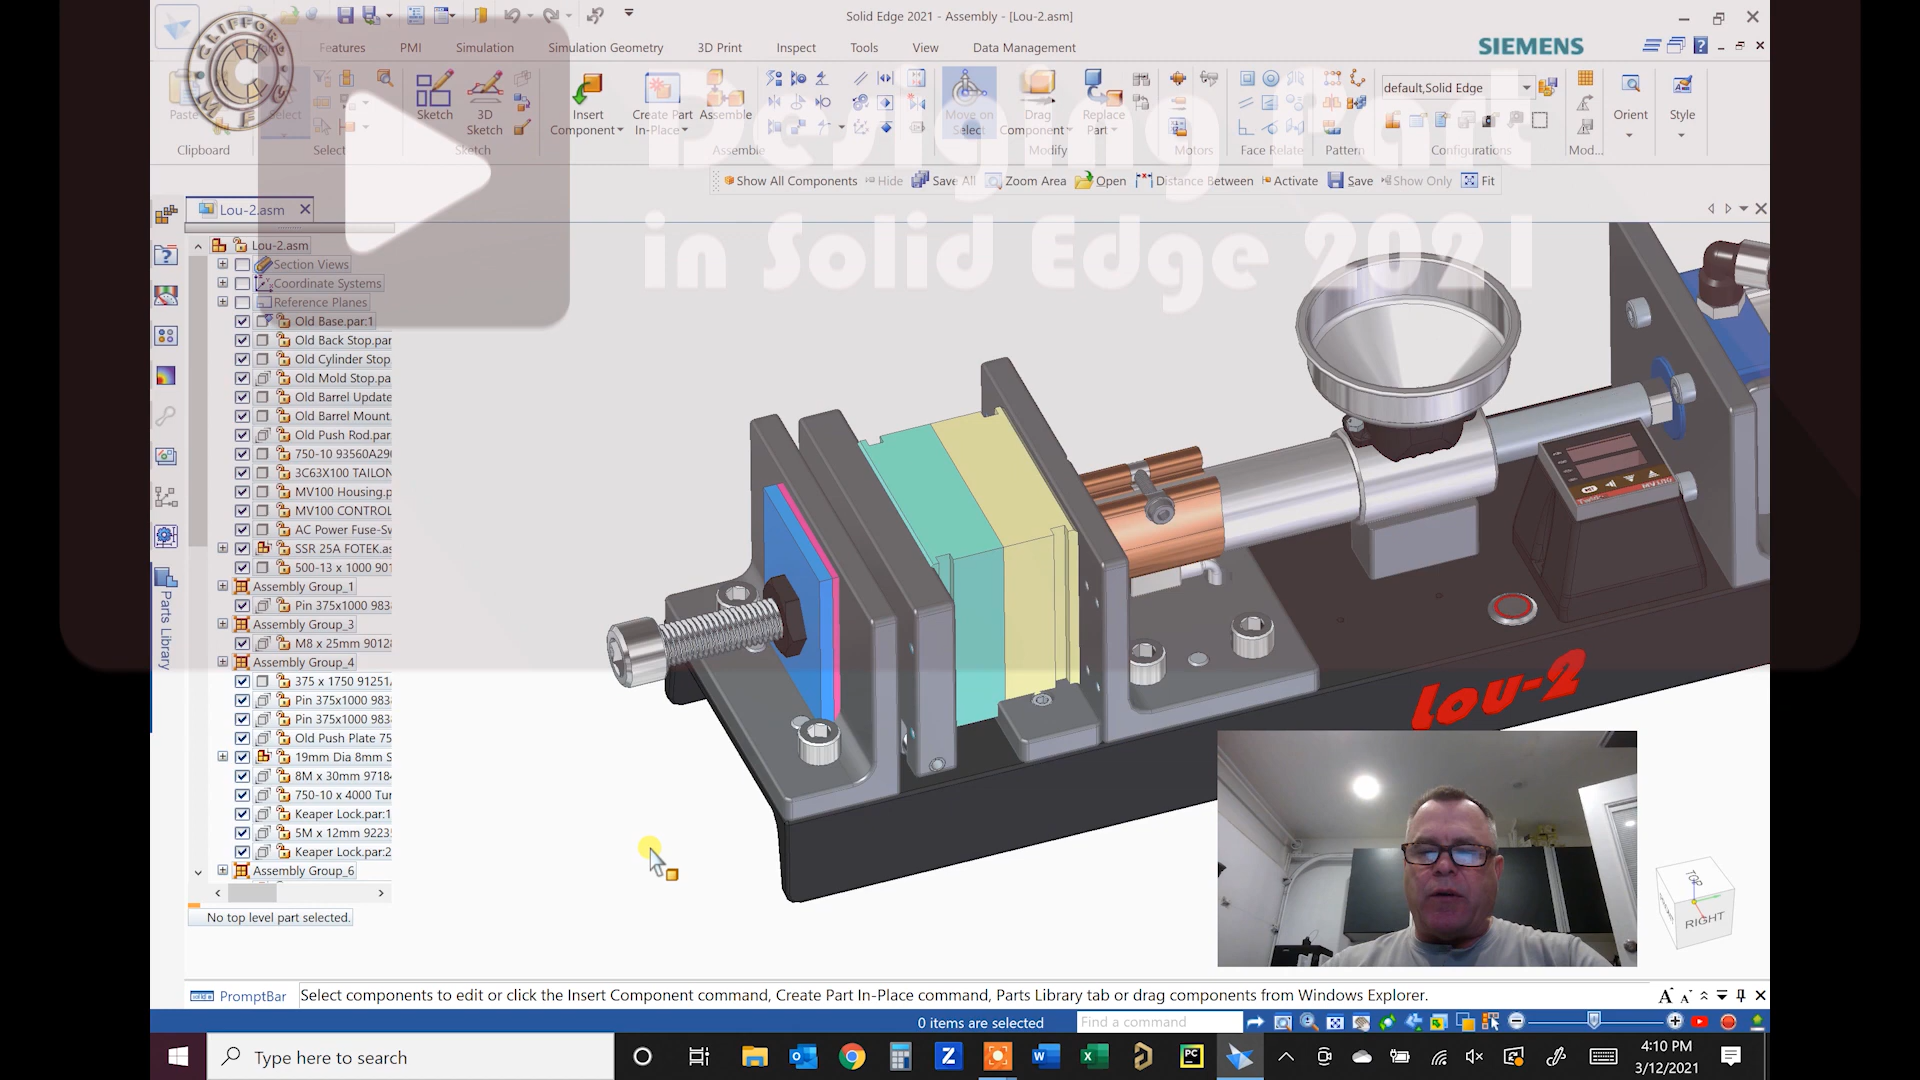 Solid Edge 2021 - Assembly - [Lou-2.asm]
Features
PMI
Simulation
Simulation Geometry
3D Print
Inspect
Tools
View
Data Management
SIEMENS
CLIFFORD
Paste
Select
Sketch
3D Sketch
Insert Component
Create Part In-Place
Assemble
Move on Select
Drag Component
Replace Part
default,Solid Edge
Orient
Style
Clipboard
Select
Sketch
Assemble
Modify
Motors
Face Relate
Pattern
Configurations
Mod...
Designing Part
in Solid Edge 2021
Show All Components
Hide
Save All
Zoom Area
Open
Distance Between
Activate
Save
Show Only
Fit
Lou-2.asm
Lou-2.asm
Section Views
Coordinate Systems
Reference Planes
Old Base.par:1
Old Back Stop.par
Old Cylinder Stop.
Old Mold Stop.pa
Old Barrel Update
Old Barrel Mount.
Old Push Rod.par
750-10 93560A29
3C63X100 TAILON
MV100 Housing.p
MV100 CONTROL
AC Power Fuse-Sv
SSR 25A FOTEK.as
500-13 x 1000 901
Assembly Group_1
Pin 375x1000 983
Assembly Group_3
M8 x 25mm 9012
Assembly Group_4
375 x 1750 91251
Pin 375x1000 983
Pin 375x1000 983
Old Push Plate 75
19mm Dia 8mm S
8M x 30mm 9718
750-10 x 4000 Tur
Keaper Lock.par:1
5M x 12mm 9223
Keaper Lock.par:2
Assembly Group_6
No top level part selected.
Parts Library
Lou-2
TOP
RIGHT
PromptBar
Select components to edit or click the Insert Component command, Create Part In-Place command, Parts Library tab or drag components from Windows Explorer.
0 items are selected
Find a command
Type here to search
4:10 PM
3/12/2021